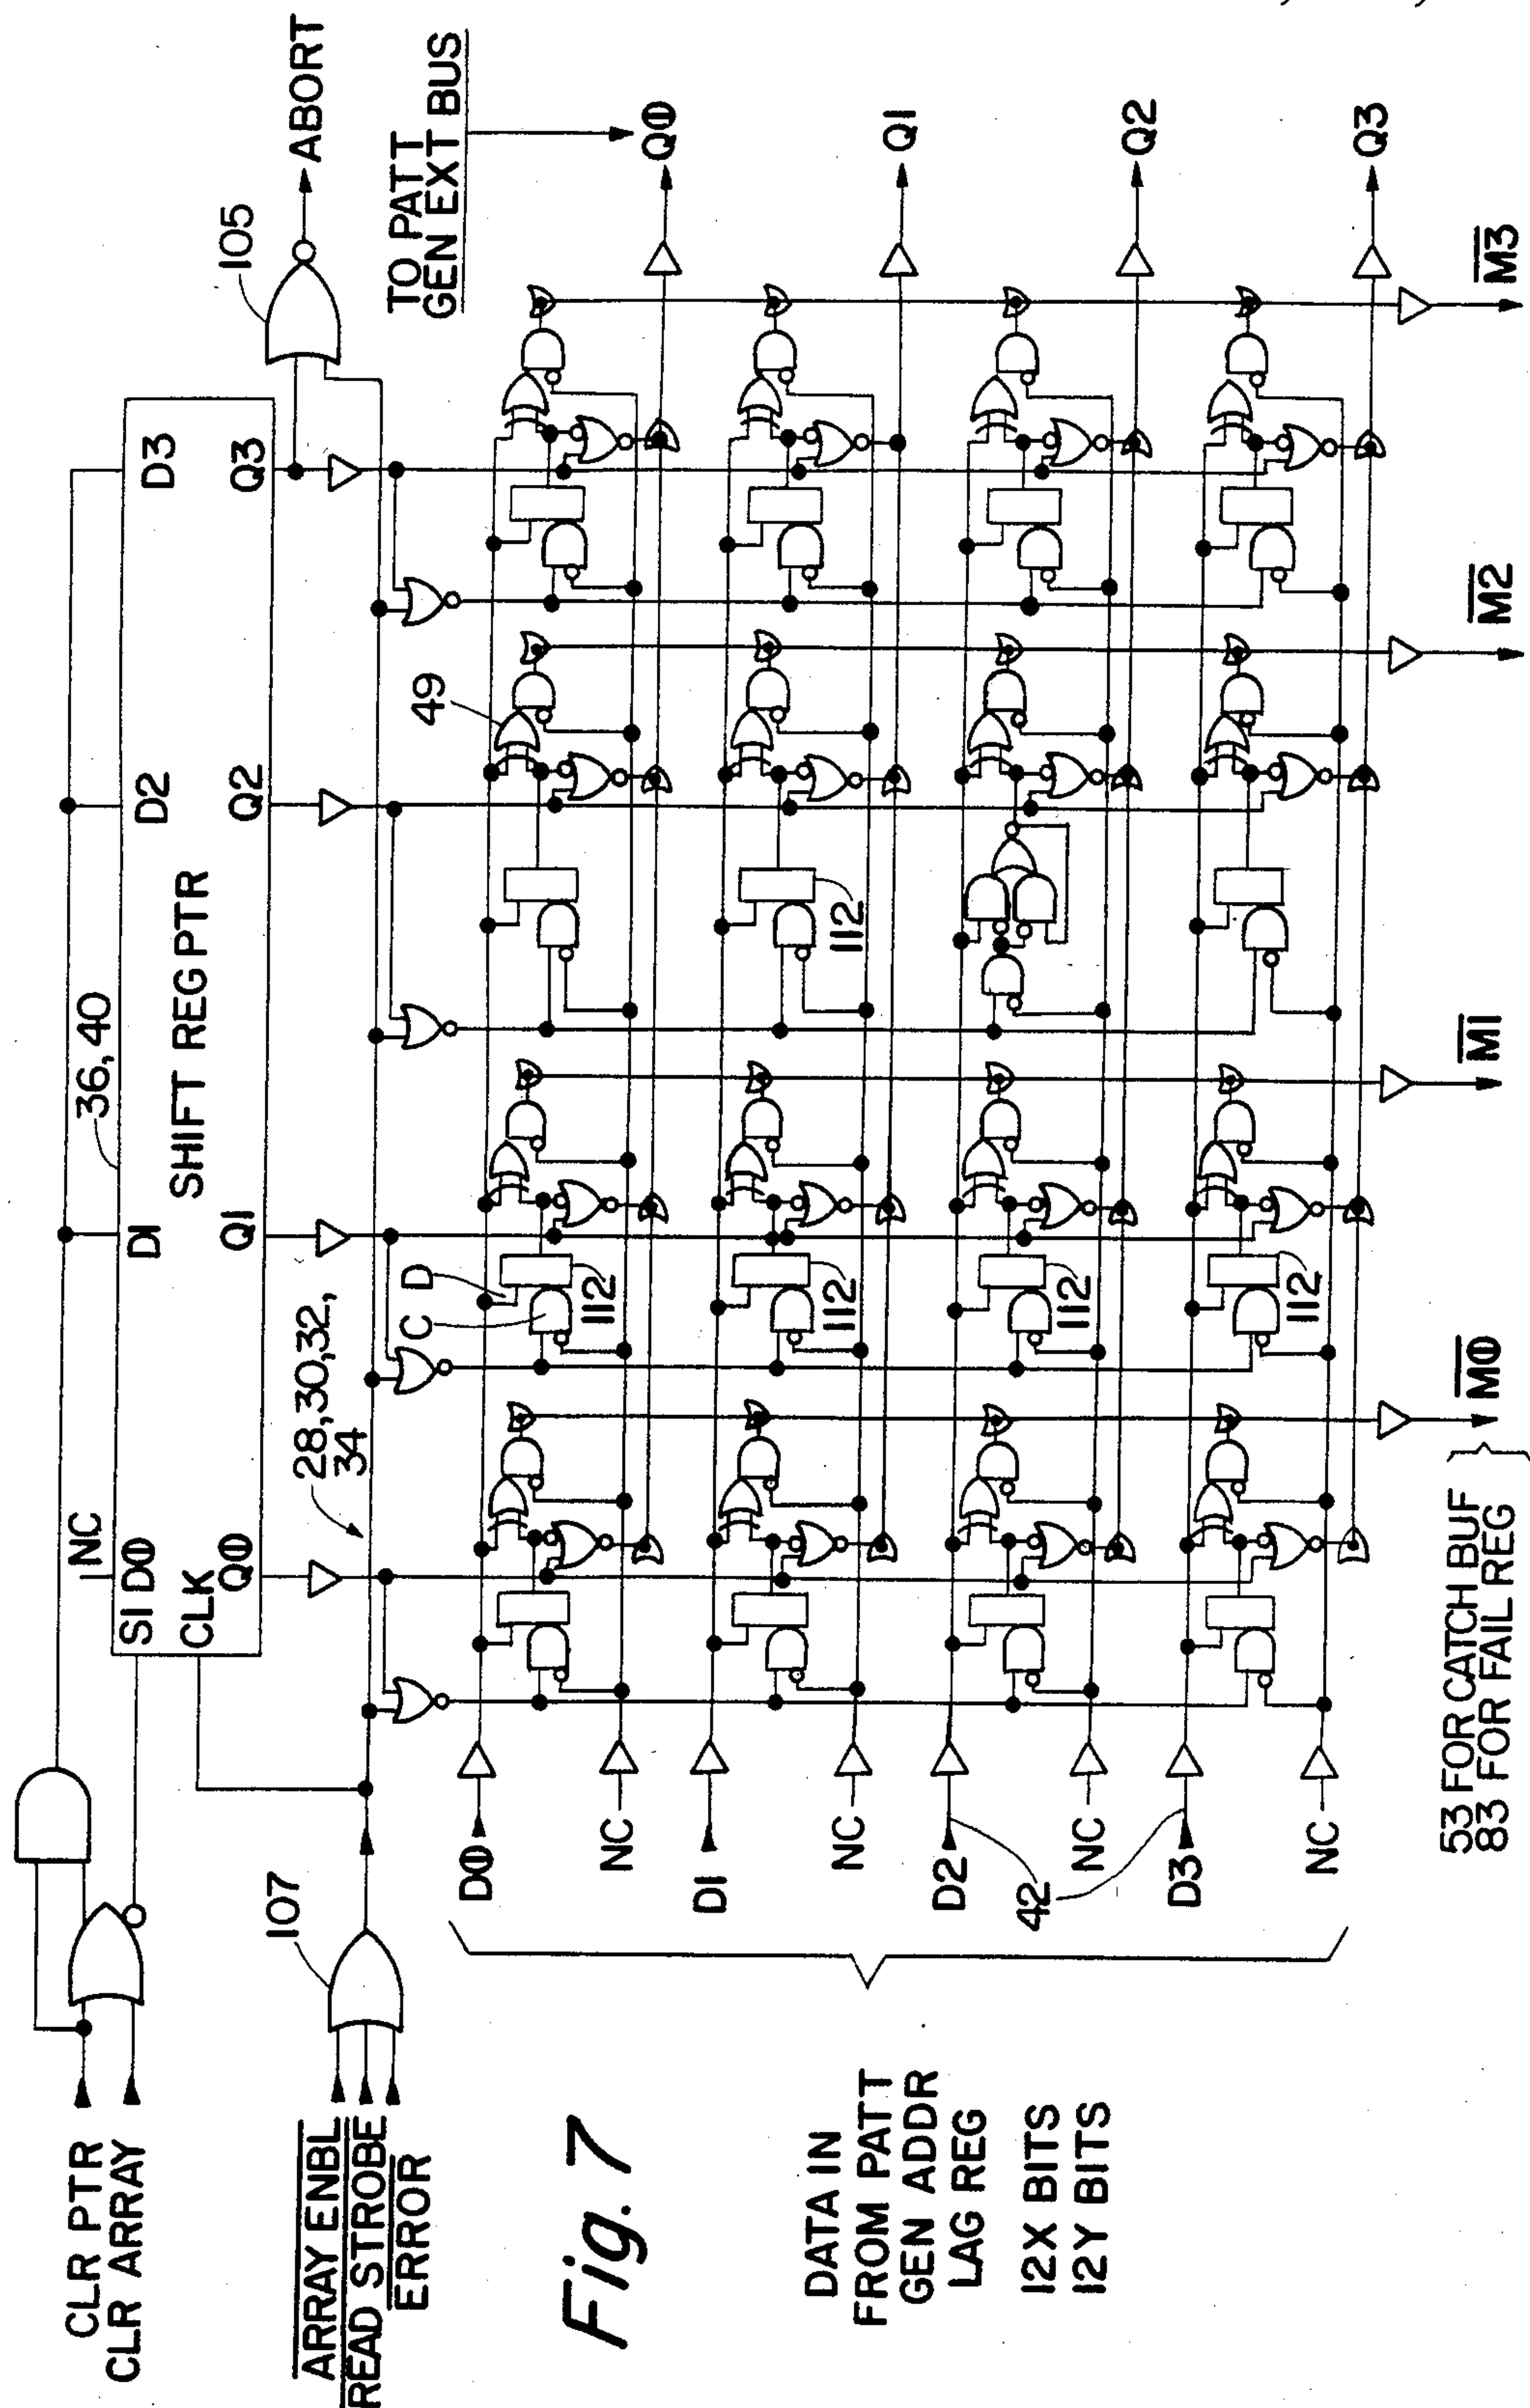 CLR PTR
CLR ARRAY
ARRAY ENBL
READ STROBE
ERROR
107
NC
SI D0
CLK
Q0
D1
Q1
D2
Q2
D3
Q3
SHIFT REG PTR
36, 40
28,30,32,
34
105
ABORT
TO PATT
GEN EXT BUS
Q0
Q1
Q2
Q3
49
D
C
112
112
112
112
112
D0
NC
D1
NC
D2
NC
D3
NC
42
M0
M1
M2
M3
53 FOR CATCH BUF
83 FOR FAIL REG
Fig. 7
DATA IN
FROM PATT
GEN ADDR
LAG REG
12X BITS
12Y BITS